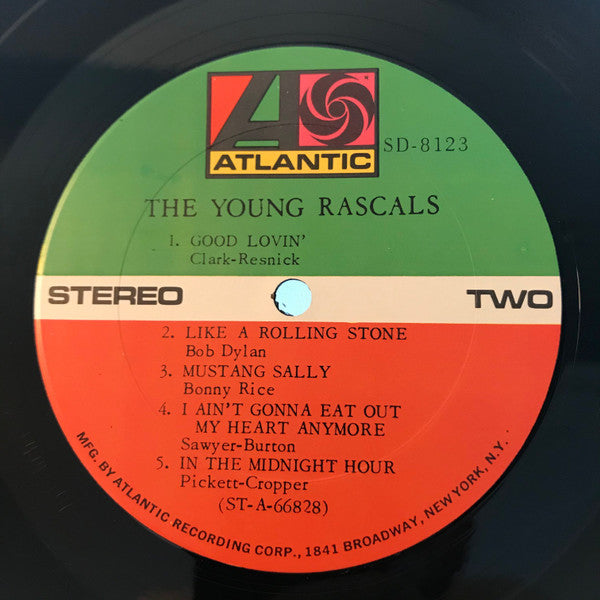 ATLANTIC
SD-8123
THE YOUNG RASCALS
1. GOOD LOVIN'
Clark-Resnick
STEREO
TWO
2. LIKE A ROLLING STONE
Bob Dylan
3. MUSTANG SALLY
Bonny Rice
4. I AIN'T GONNA EAT OUT
MY HEART ANYMORE
Sawyer-Burton
5. IN THE MIDNIGHT HOUR
Pickett-Cropper
(ST-A-66828)
MFG. BY ATLANTIC RECORDING CORP., 1841 BROADWAY, NEW YORK, N.Y.